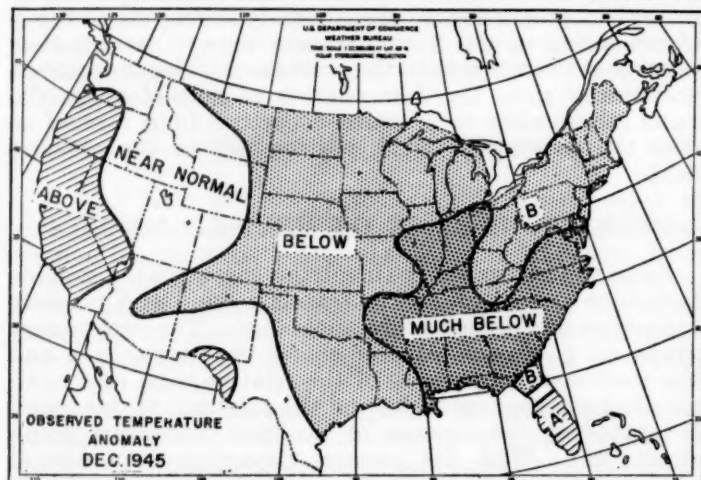 U.S. DEPARTMENT OF COMMERCE
WEATHER BUREAU
NEAR NORMAL
ABOVE
BELOW
B
MUCH BELOW
B
A
OBSERVED TEMPERATURE
ANOMALY
DEC. 1945